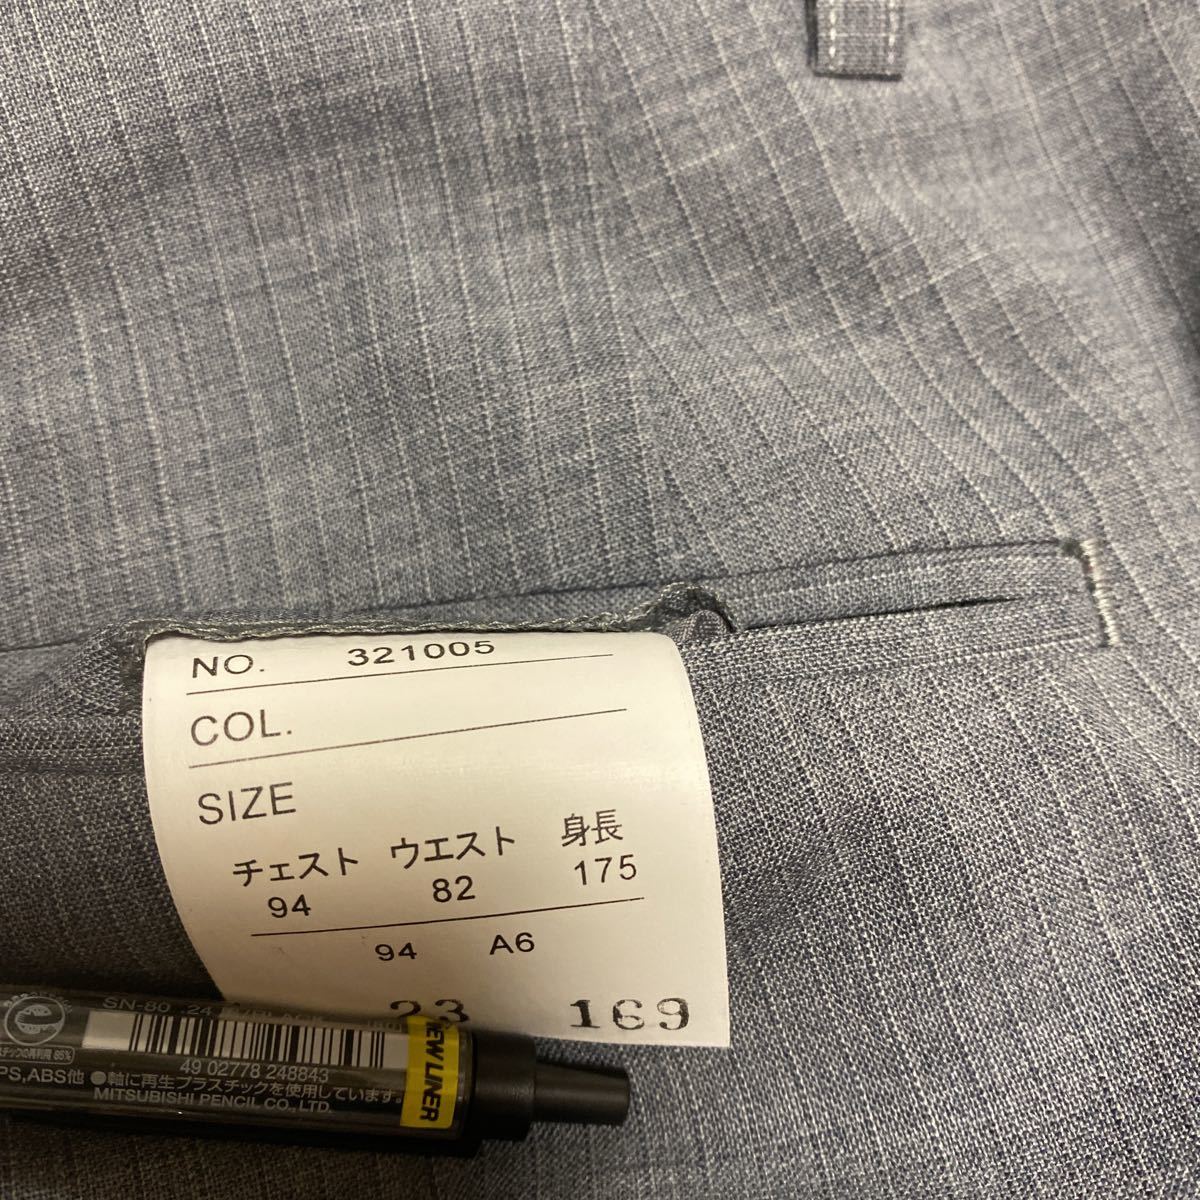 NO. 321005
COL.
SIZE
チェスト ウエスト 身長
94 82 175
94 A6
23 169
SN-80 .24
NEW LINER
49 02778 248843
PS,ABS他 ●軸に再生プラスチックを使用しています。
MITSUBISHI PENCIL CO., LTD.